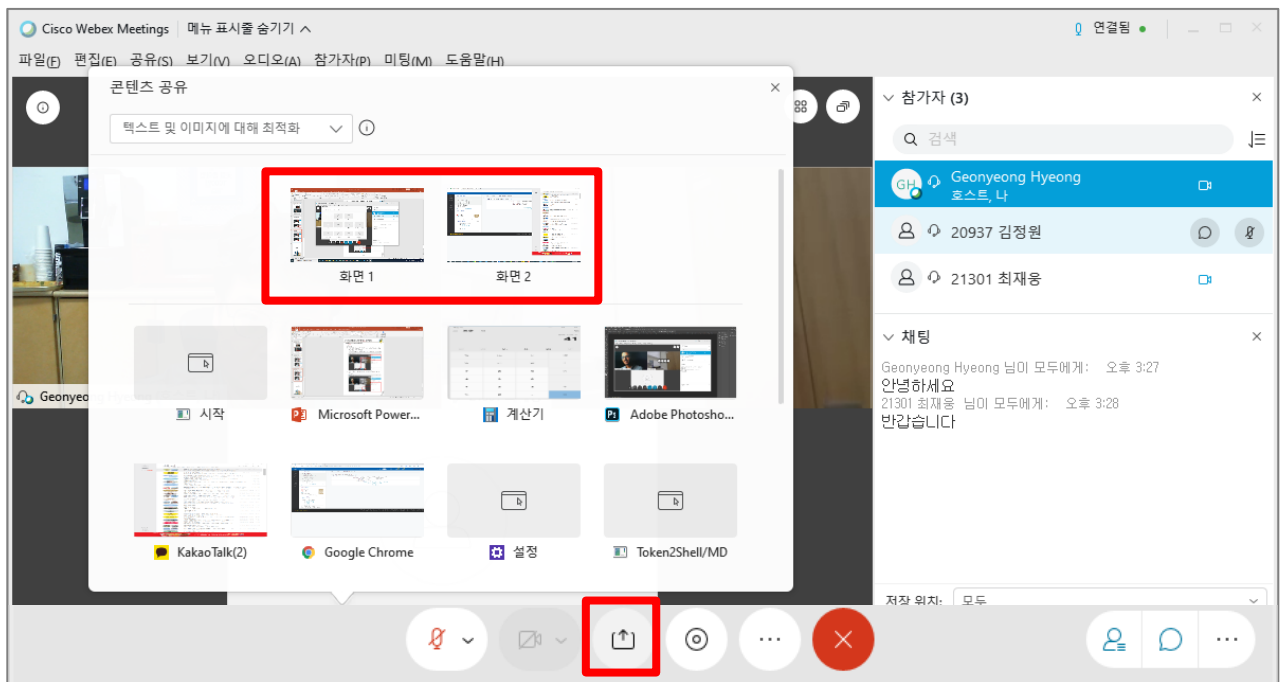 Cisco Webex Meetings 메뉴 표시줄 숨기기
연결됨
파일(F) 편집(E) 공유(S) 보기(V) 오디오(A) 참가자(P) 미팅(M) 도움말(H)
콘텐츠 공유
텍스트 및 이미지에 대해 최적화
화면 1 화면 2
시작 Microsoft Power... 계산기 Adobe Photosho...
KakaoTalk(2) Google Chrome 설정 Token2Shell/MD
Geonyeo
참가자 (3)
검색
GH Geonyeong Hyeong
호스트, 나
20937 김정원
21301 최재웅
채팅
Geonyeong Hyeong 님이 모두에게: 오후 3:27
안녕하세요
21301 최재웅 님이 모두에게: 오후 3:28
반갑습니다
저장 위치: 모두